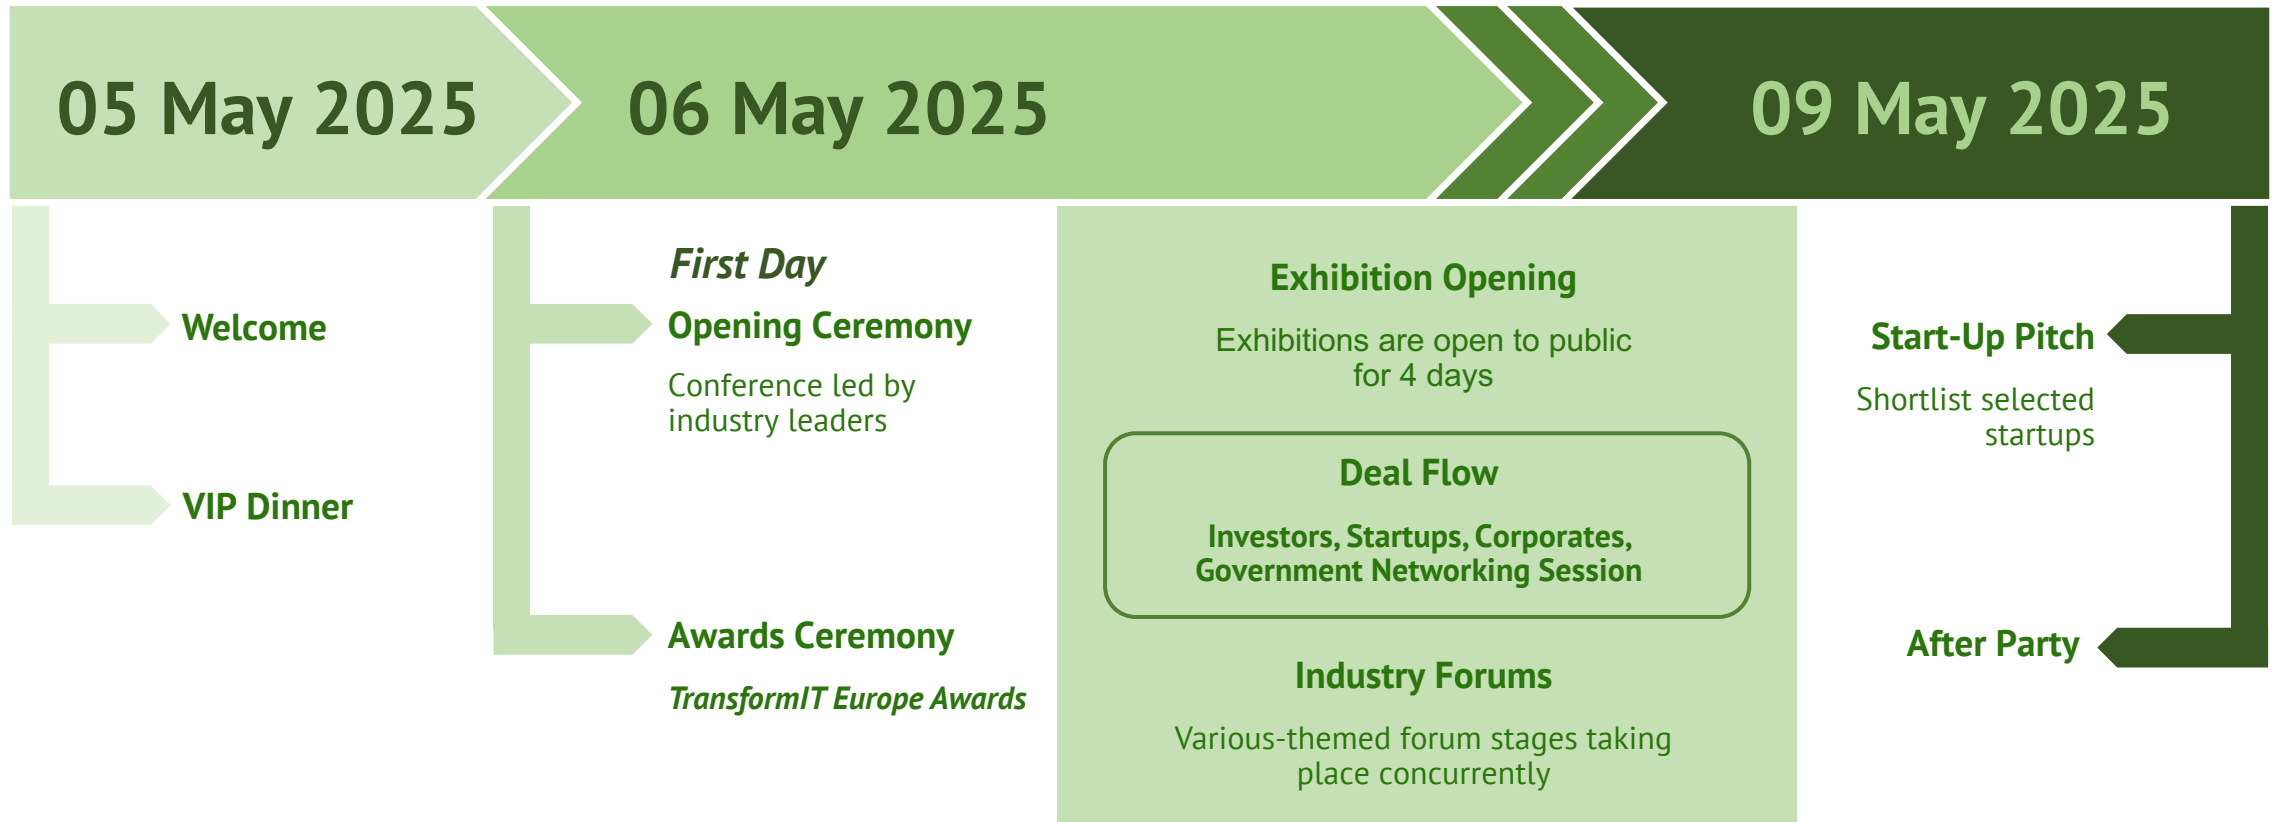 05 May 2025
06 May 2025
09 May 2025
Welcome
VIP Dinner
First Day
Opening Ceremony
Conference led by
industry leaders
Awards Ceremony
TransformIT Europe Awards
Exhibition Opening
Exhibitions are open to public
for 4 days
Deal Flow
Investors, Startups, Corporates,
Government Networking Session
Industry Forums
Various-themed forum stages taking
place concurrently
Start-Up Pitch
Shortlist selected
startups
After Party